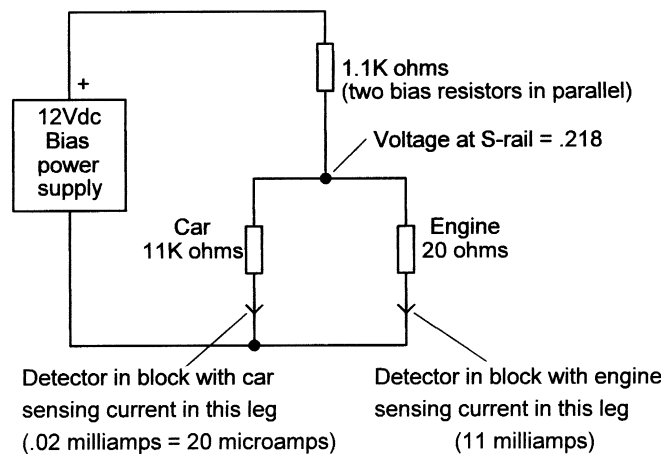 1.1K ohms
(two bias resistors in parallel)
+
12Vdc
Bias
power
supply
Voltage at S-rail = .218
Car
11K ohms
Engine
20 ohms
Detector in block with car
sensing current in this leg
(.02 milliamps = 20 microamps)
Detector in block with engine
sensing current in this leg
(11 milliamps)